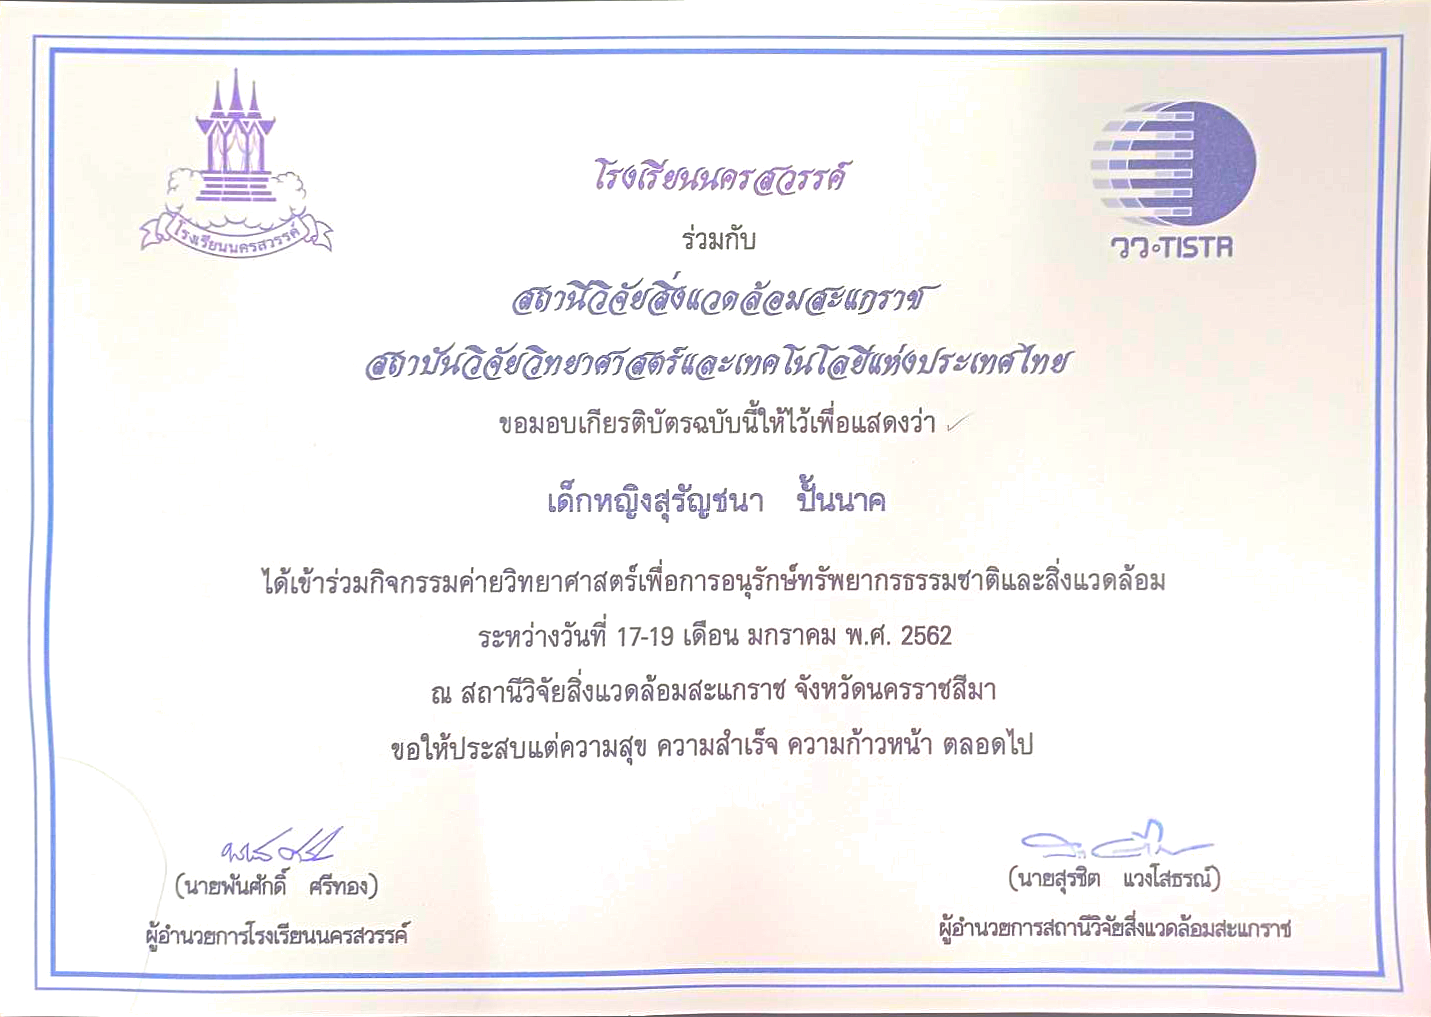 โรงเรียนนครสวรรค์
วว∘TISTR
โรงเรียนนครสวรรค์
ร่วมกับ
สถานีวิจัยสิ่งแวดล้อมสะแกราช
สถาบันวิจัยวิทยาศาสตร์และเทคโนโลยีแห่งประเทศไทย
ขอมอบเกียรติบัตรฉบับนี้ให้ไว้เพื่อแสดงว่า
เด็กหญิงสุรัญชนา ปั้นนาค
ได้เข้าร่วมกิจกรรมค่ายวิทยาศาสตร์เพื่อการอนุรักษ์ทรัพยากรธรรมชาติและสิ่งแวดล้อม
ระหว่างวันที่ 17-19 เดือน มกราคม พ.ศ. 2562
ณ สถานีวิจัยสิ่งแวดล้อมสะแกราช จังหวัดนครราชสีมา
ขอให้ประสบแต่ความสุข ความสำเร็จ ความก้าวหน้า ตลอดไป
(นายพันศักดิ์ ศรีทอง)
ผู้อำนวยการโรงเรียนนครสวรรค์
(นายสุรชิต แวงโสธรณ์)
ผู้อำนวยการสถานีวิจัยสิ่งแวดล้อมสะแกราช